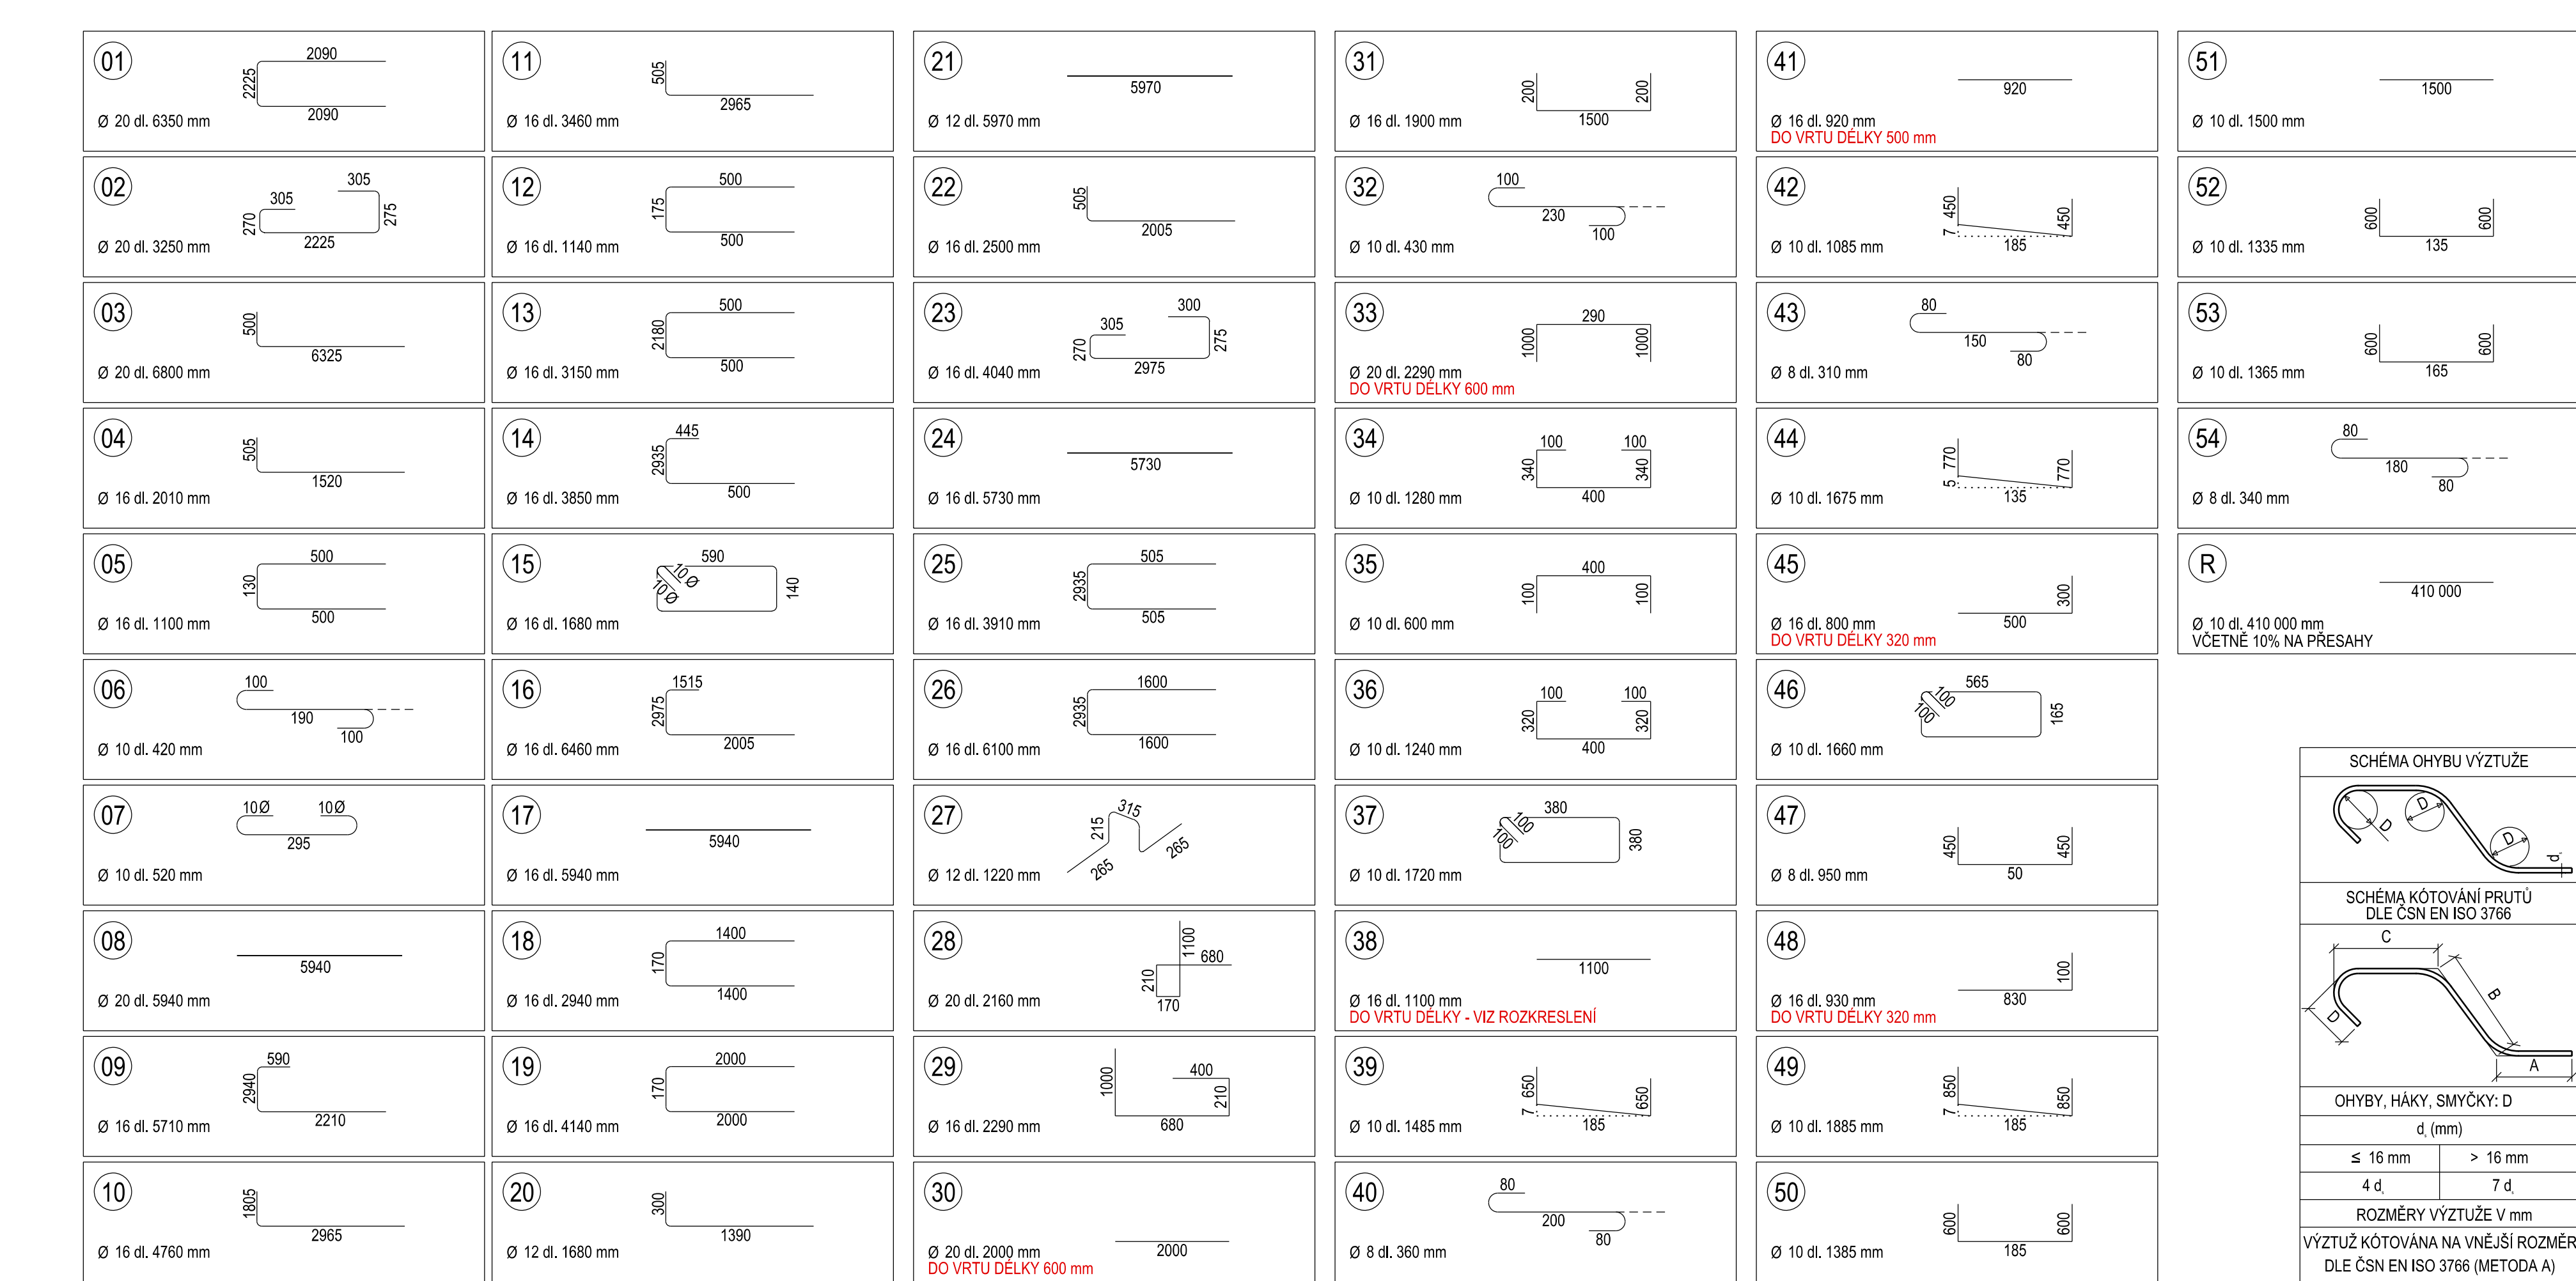 01
2090
2225
2090
Ø 20 dl. 6350 mm
02
305
305
270
275
2225
Ø 20 dl. 3250 mm
03
500
6325
Ø 20 dl. 6800 mm
04
505
1520
Ø 16 dl. 2010 mm
05
500
130
500
Ø 16 dl. 1100 mm
06
100
190
100
Ø 10 dl. 420 mm
07
10Ø 10Ø
295
Ø 10 dl. 520 mm
08
5940
Ø 20 dl. 5940 mm
09
590
2940
2210
Ø 16 dl. 5710 mm
10
1805
2965
Ø 16 dl. 4760 mm
11
505
2965
Ø 16 dl. 3460 mm
12
500
175
500
Ø 16 dl. 1140 mm
13
500
2180
500
Ø 16 dl. 3150 mm
14
445
2935
500
Ø 16 dl. 3850 mm
15
590
10 Ø
10 Ø
140
Ø 16 dl. 1680 mm
16
1515
2975
2005
Ø 16 dl. 6460 mm
17
5940
Ø 16 dl. 5940 mm
18
1400
170
1400
Ø 16 dl. 2940 mm
19
2000
170
2000
Ø 16 dl. 4140 mm
20
300
1390
Ø 12 dl. 1680 mm
21
5970
Ø 12 dl. 5970 mm
22
505
2005
Ø 16 dl. 2500 mm
23
300
305
270
275
2975
Ø 16 dl. 4040 mm
24
5730
Ø 16 dl. 5730 mm
25
505
2935
505
Ø 16 dl. 3910 mm
26
1600
2935
1600
Ø 16 dl. 6100 mm
27
315
215
265
265
Ø 12 dl. 1220 mm
28
1100
680
210
170
Ø 20 dl. 2160 mm
29
1000
400
210
680
Ø 16 dl. 2290 mm
30
2000
Ø 20 dl. 2000 mm
DO VRTU DÉLKY 600 mm
31
200
200
1500
Ø 16 dl. 1900 mm
32
100
230
100
Ø 10 dl. 430 mm
33
290
1000
1000
Ø 20 dl. 2290 mm
DO VRTU DÉLKY 600 mm
34
100 100
340
340
400
Ø 10 dl. 1280 mm
35
400
100
100
Ø 10 dl. 600 mm
36
100 100
320
320
400
Ø 10 dl. 1240 mm
37
380
100
100
380
Ø 10 dl. 1720 mm
38
1100
Ø 16 dl. 1100 mm
DO VRTU DÉLKY - VIZ ROZKRESLENÍ
39
650
7
650
185
Ø 10 dl. 1485 mm
40
80
200
80
Ø 8 dl. 360 mm
41
920
Ø 16 dl. 920 mm
DO VRTU DÉLKY 500 mm
42
450
7
450
185
Ø 10 dl. 1085 mm
43
80
150
80
Ø 8 dl. 310 mm
44
770
5
770
135
Ø 10 dl. 1675 mm
45
300
500
Ø 16 dl. 800 mm
DO VRTU DÉLKY 320 mm
46
565
100
100
165
Ø 10 dl. 1660 mm
47
450
450
50
Ø 8 dl. 950 mm
48
100
830
Ø 16 dl. 930 mm
DO VRTU DÉLKY 320 mm
49
850
7
850
185
Ø 10 dl. 1885 mm
50
600
600
185
Ø 10 dl. 1385 mm
51
1500
Ø 10 dl. 1500 mm
52
600
600
135
Ø 10 dl. 1335 mm
53
600
600
165
Ø 10 dl. 1365 mm
54
80
180
80
Ø 8 dl. 340 mm
R
410 000
Ø 10 dl. 410 000 mm
VČETNĚ 10% NA PŘESAHY
SCHÉMA OHYBU VÝZTUŽE
D
D
D
SCHÉMA KÓTOVÁNÍ PRUTŮ
DLE ČSN EN ISO 3766
C
B
D
A
OHYBY, HÁKY, SMYČKY: D
(mm)
≤ 16 mm > 16 mm
4 7
ROZMĚRY VÝZTUŽE V mm
VÝZTUŽ KÓTOVÁNA NA VNĚJŠÍ ROZMĚR
DLE ČSN EN ISO 3766 (METODA A)